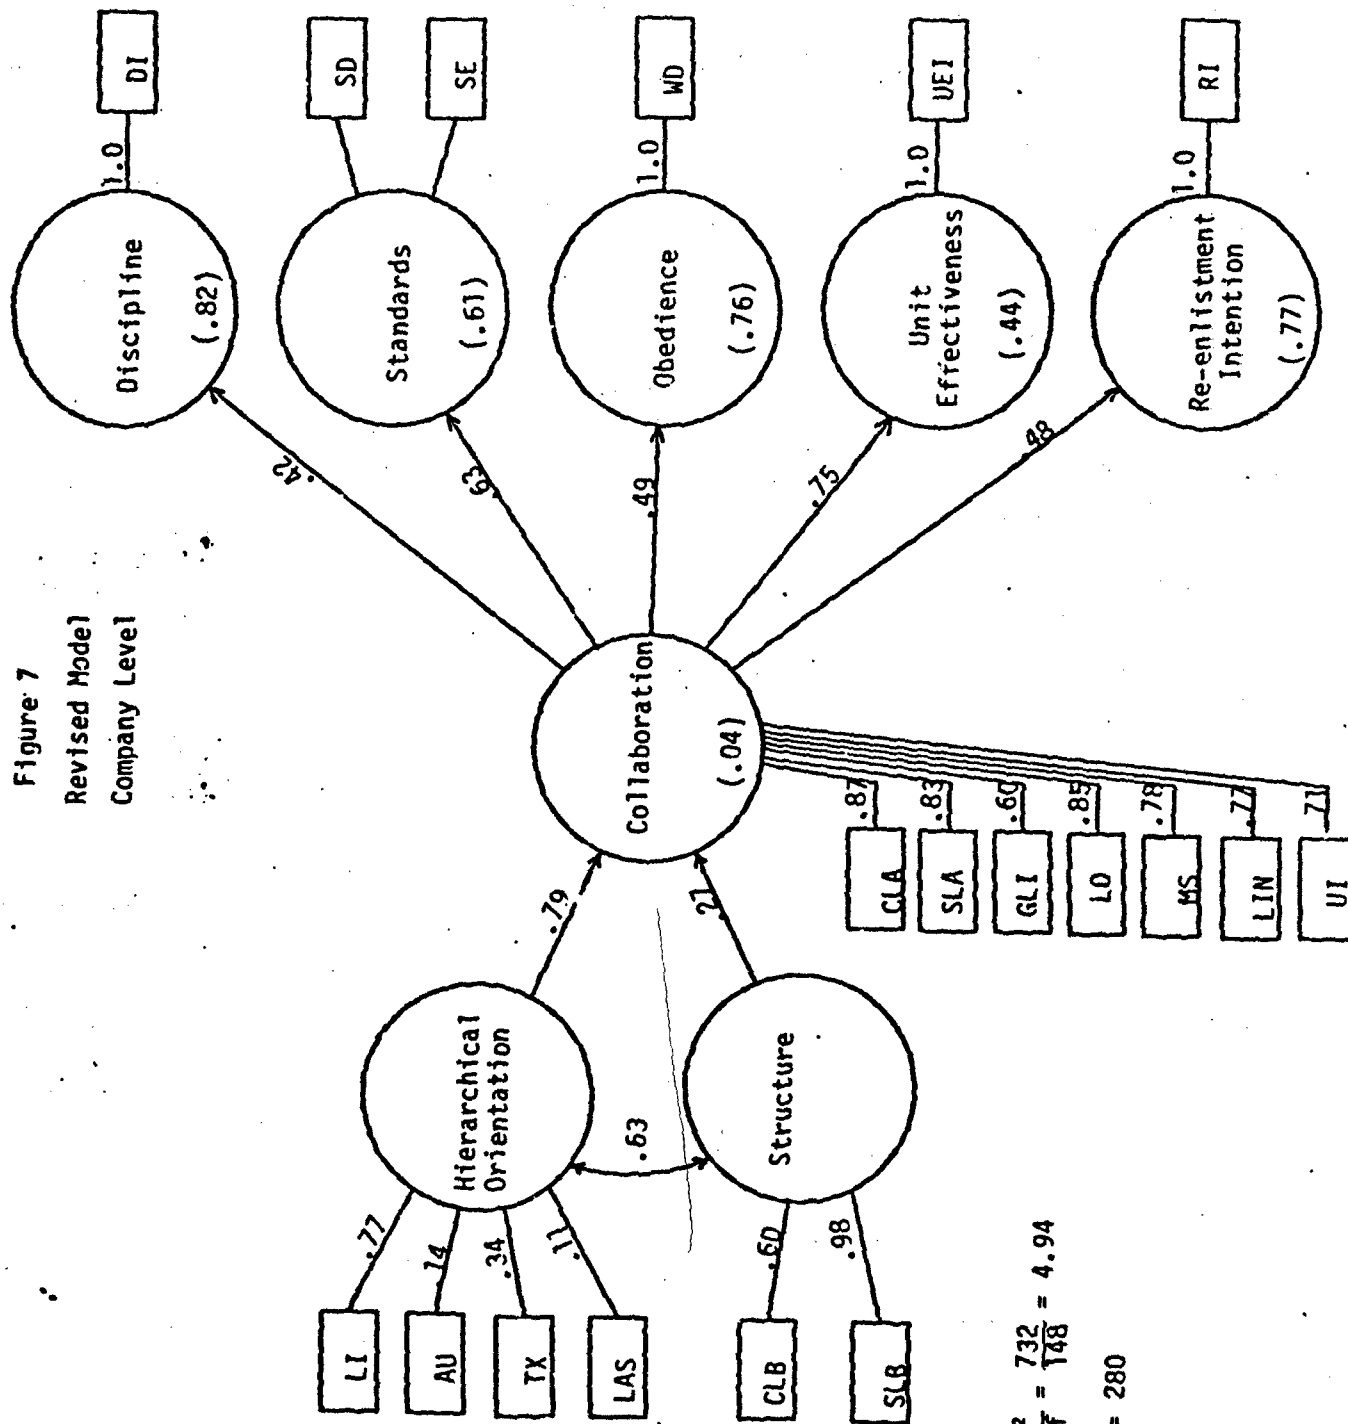 Figure 7
Revised Model
Company Level
DI
1.0
Discipline
(.82)
.42
SD
SE
Standards
(.61)
.63
WD
1.0
Obedience
(.76)
.49
UEI
1.0
Unit
Effectiveness
(.44)
.75
RI
1.0
Re-enlistment
Intention
(.77)
.48
Collaboration
(.04)
.79
.27
Hierarchical
Orientation
.63
Structure
LI
.77
AU
.14
TX
.34
LAS
.11
CLB
.60
SLB
.98
CLA
.87
SLA
.83
GLI
.60
LO
.85
MS
.78
LIN
.77
UI
.71
= 732
148 = 4.94
= 280